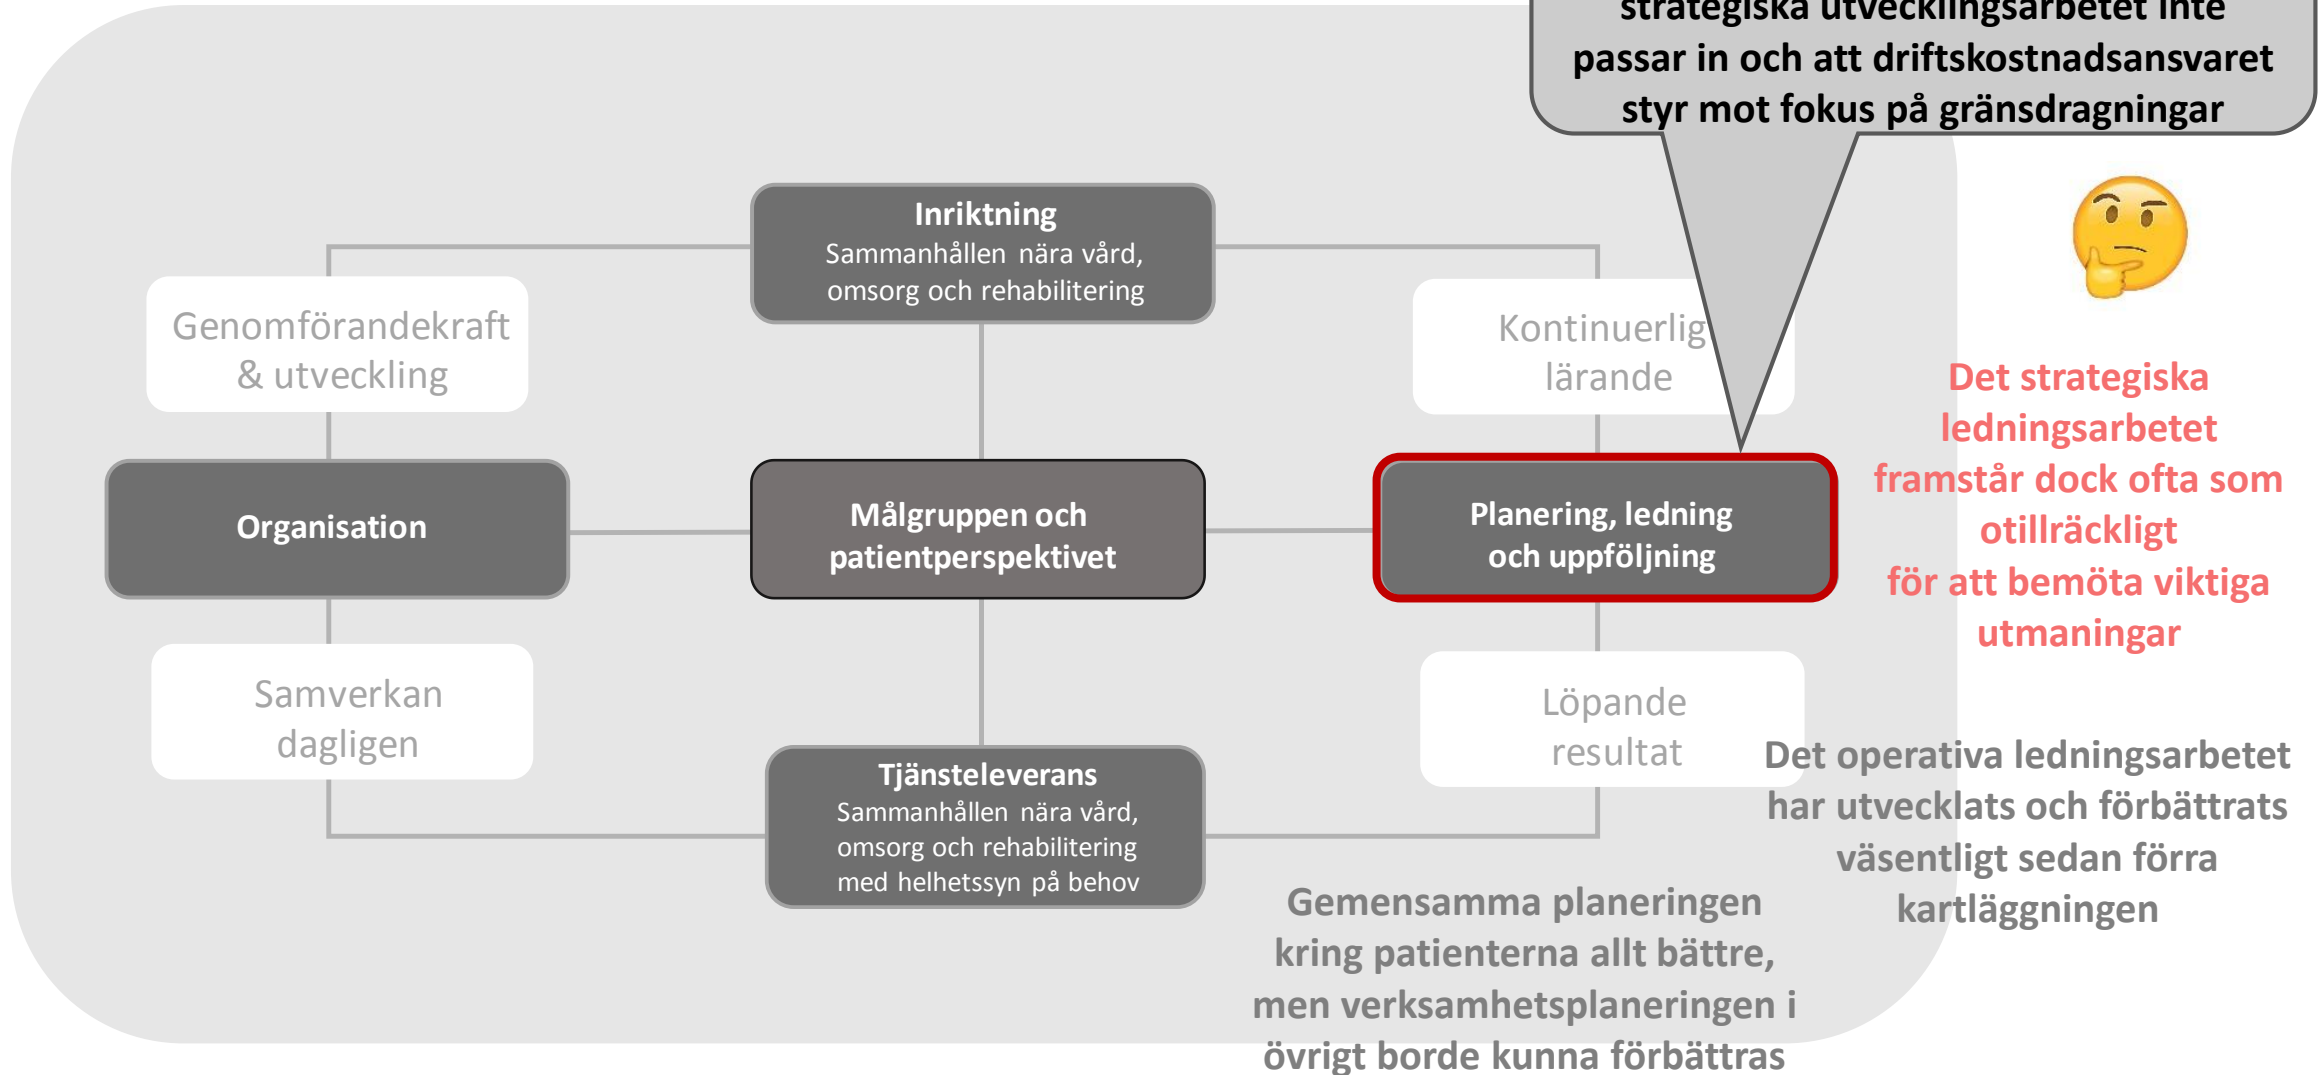 strategiska utvecklingsarbetet inte
passar in och att driftskostnadsansvaret
styr mot fokus på gränsdragningar
Inriktning
Sammanhållen nära vård,
omsorg och rehabilitering
Genomförandekraft
& utveckling
Kontinuerlig
lärande
Det strategiska
ledningsarbetet
framstår dock ofta som
otillräckligt
för att bemöta viktiga
utmaningar
Organisation
Målgruppen och
patientperspektivet
Planering, ledning
och uppföljning
Samverkan
dagligen
Löpande
resultat
Det operativa ledningsarbetet
har utvecklats och förbättrats
väsentligt sedan förra
kartläggningen
Tjänsteleverans
Sammanhållen nära vård,
omsorg och rehabilitering
med helhetssyn på behov
Gemensamma planeringen
kring patienterna allt bättre,
men verksamhetsplaneringen i
övrigt borde kunna förbättras